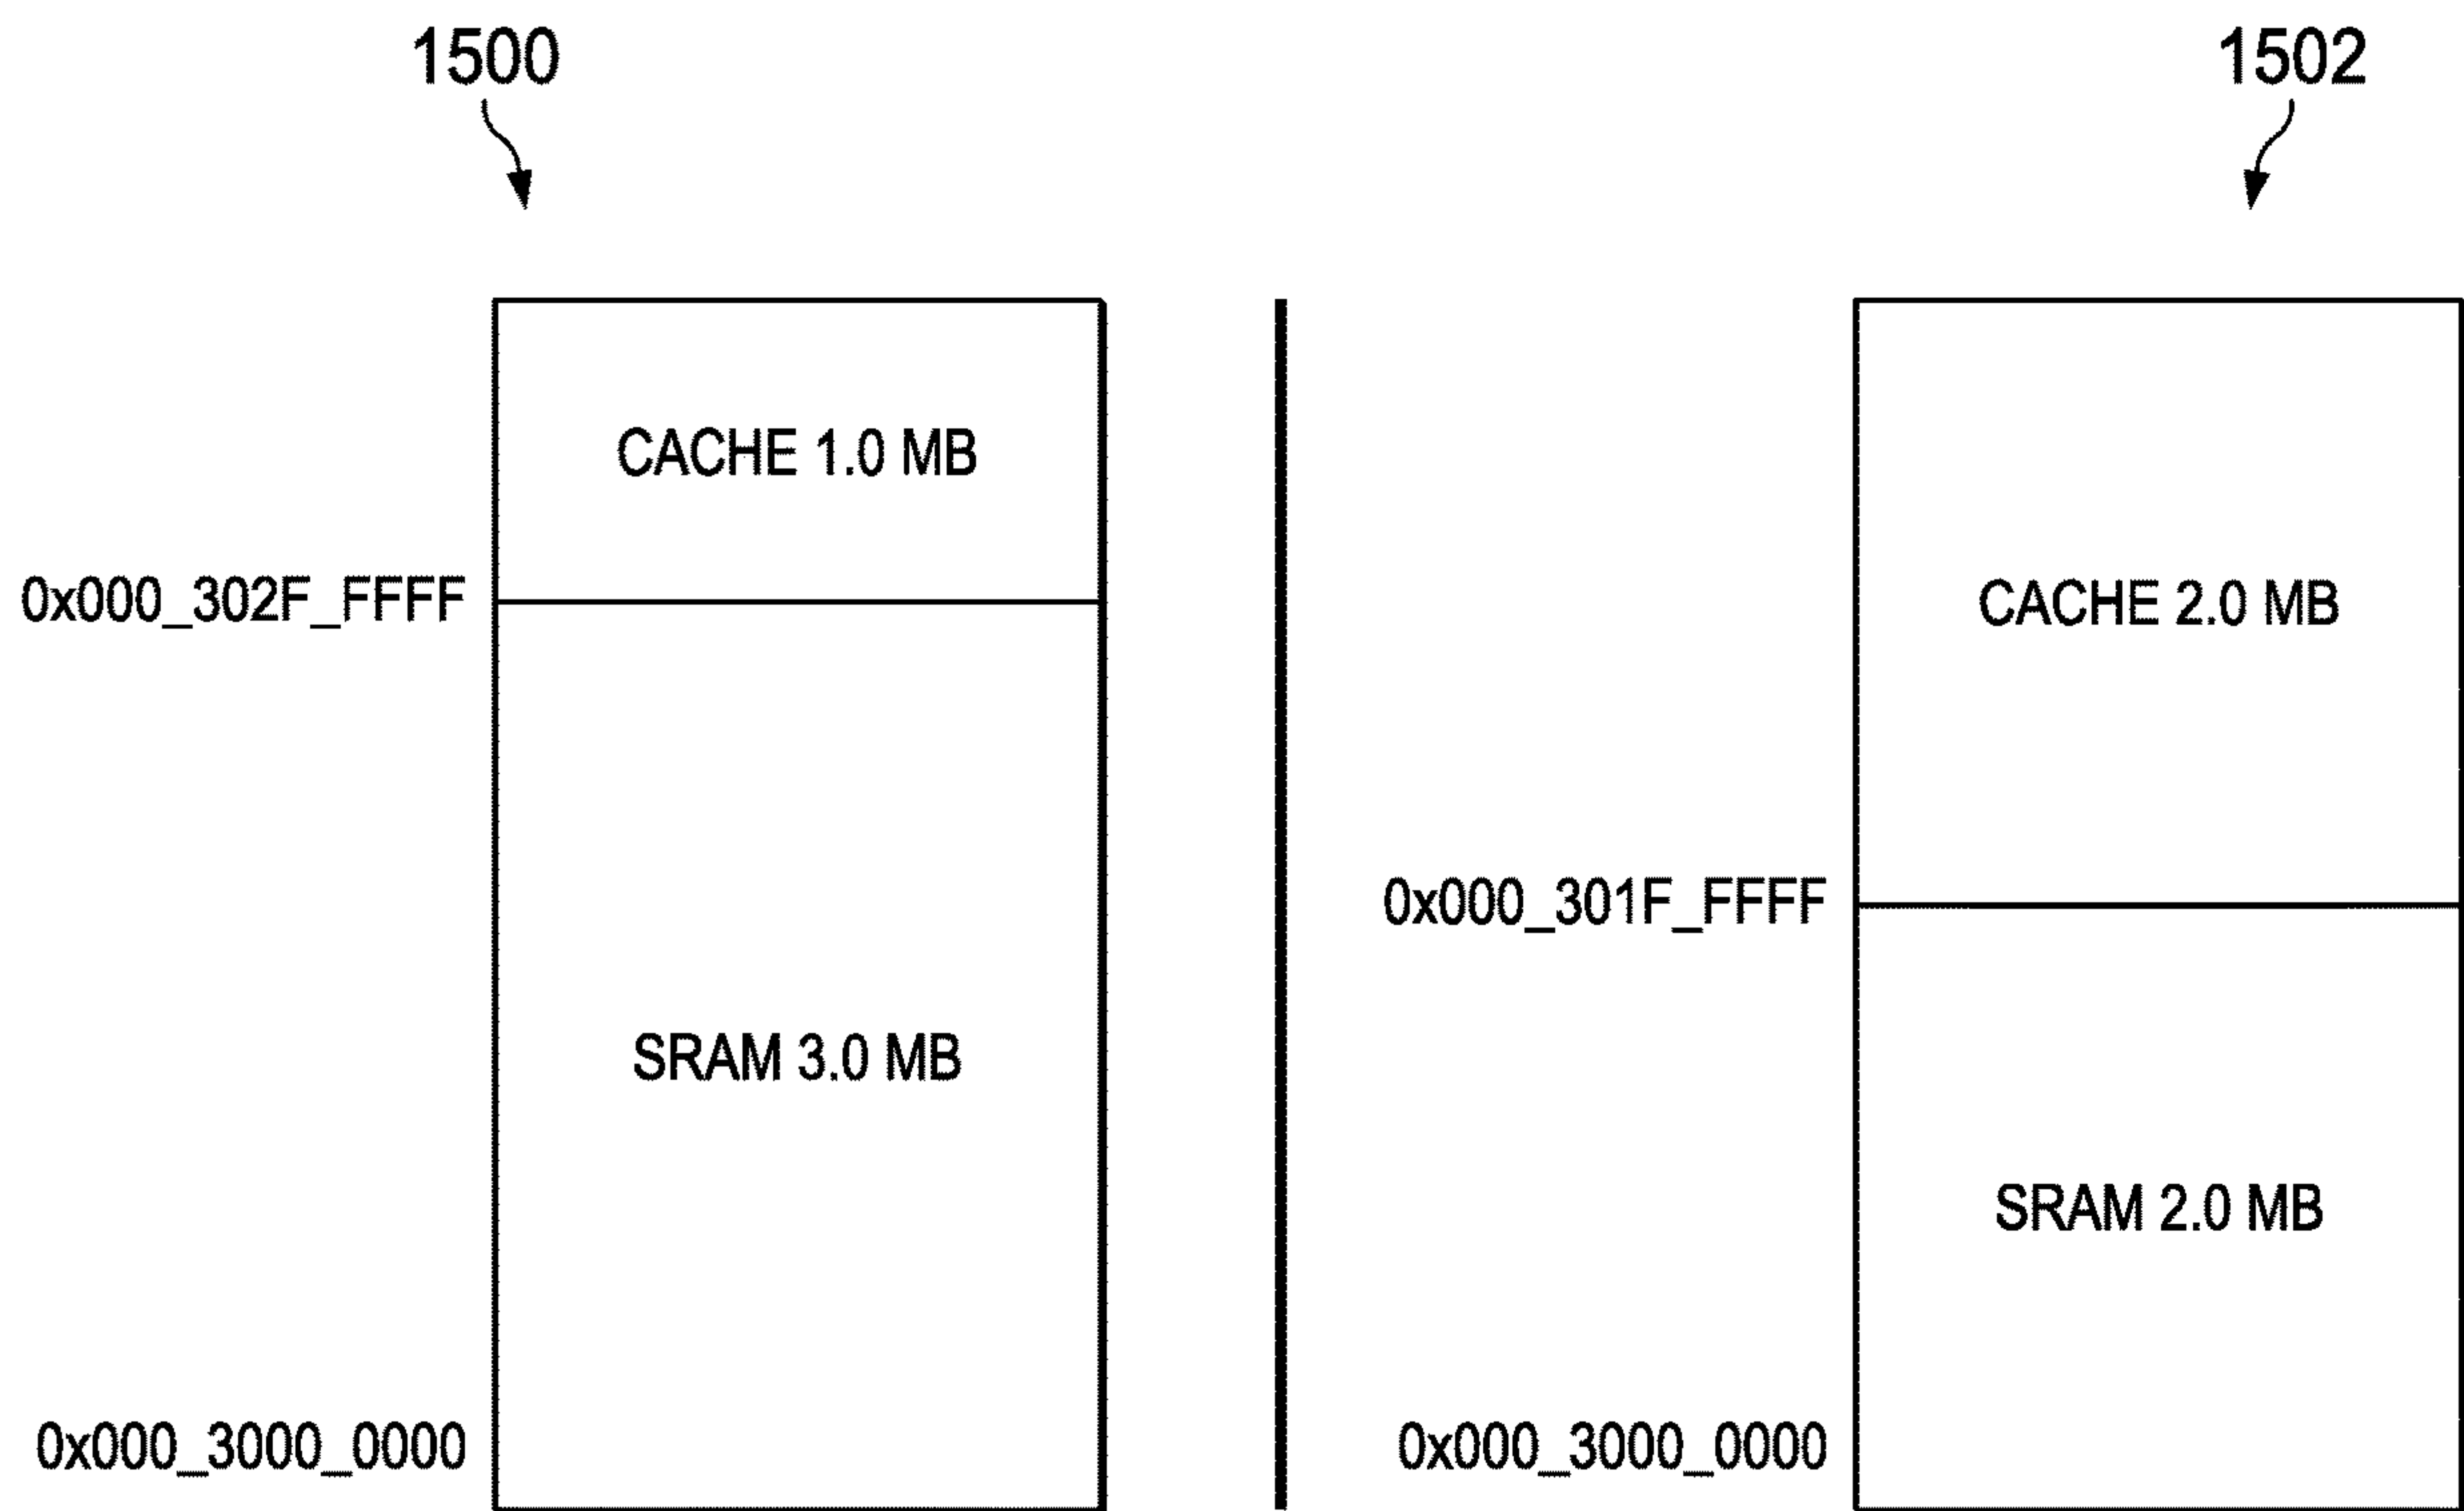 1500
1502
CACHE 1.0 MB
0x000_302F_FFFF
SRAM 3.0 MB
0x000_3000_0000
CACHE 2.0 MB
0x000_301F_FFFF
SRAM 2.0 MB
0x000_3000_0000